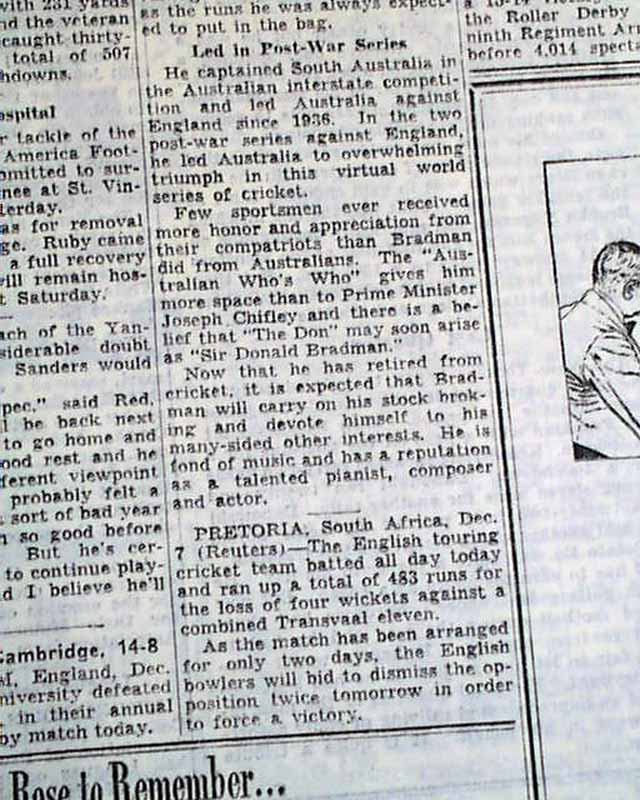 with 231 yards
nd the veteran
caught thirty-
total of 507
hdowns.
ospital
r tackle of the
America Foot-
omitted to sur-
nee at St. Vin-
terday.
as for removal
ge. Ruby came
a full recovery
will remain hos-
t Saturday.
ach of the Yan-
siderable doubt
Sanders would
pec," said Red,
l be back next
to go home and
ood rest and he
ferent viewpoint
probably felt a
sort of bad year
n so good before
But he's cer-
to continue play-
d I believe he'll
Cambridge, 14-8
England, Dec.
niversity defeated
in their annual
by match today.
as the runs he was always expect-
ed to put in the bag.
Led in Post-War Series
He captained South Australia in
the Australian interstate competi-
tion and led Australia against
England since 1936. In the two
post-war series against England,
he led Australia to overwhelming
triumph in this virtual world
series of cricket.
Few sportsmen ever received
more honor and appreciation from
their compatriots than Bradman
did from Australians. The "Aus-
tralian Who's Who" gives him
more space than to Prime Minister
Joseph Chifley and there is a be-
lief that "The Don" may soon arise
as "Sir Donald Bradman."
Now that he has retired from
cricket, it is expected that Brad-
man will carry on his stock brok-
ing and devote himself to his
many-sided other interests. He is
fond of music and has a reputation
as a talented pianist, composer
and actor.
PRETORIA, South Africa, Dec.
7 (Reuters)—The English touring
cricket team batted all day today
and ran up a total of 483 runs for
the loss of four wickets against a
combined Transvaal eleven.
As the match has been arranged
for only two days, the English
bowlers will bid to dismiss the op-
position twice tomorrow in order
to force a victory.
the Roller Derby
ninth Regiment Ar
before 4,014 spect
Rose to Remember...